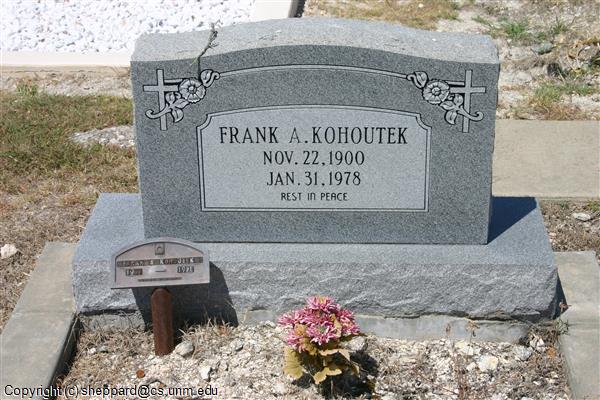 FRANK A. KOHOUTEK
NOV. 22, 1900
JAN. 31, 1978
REST IN PEACE
Copyright (c) sheppard@cs.unm.edu